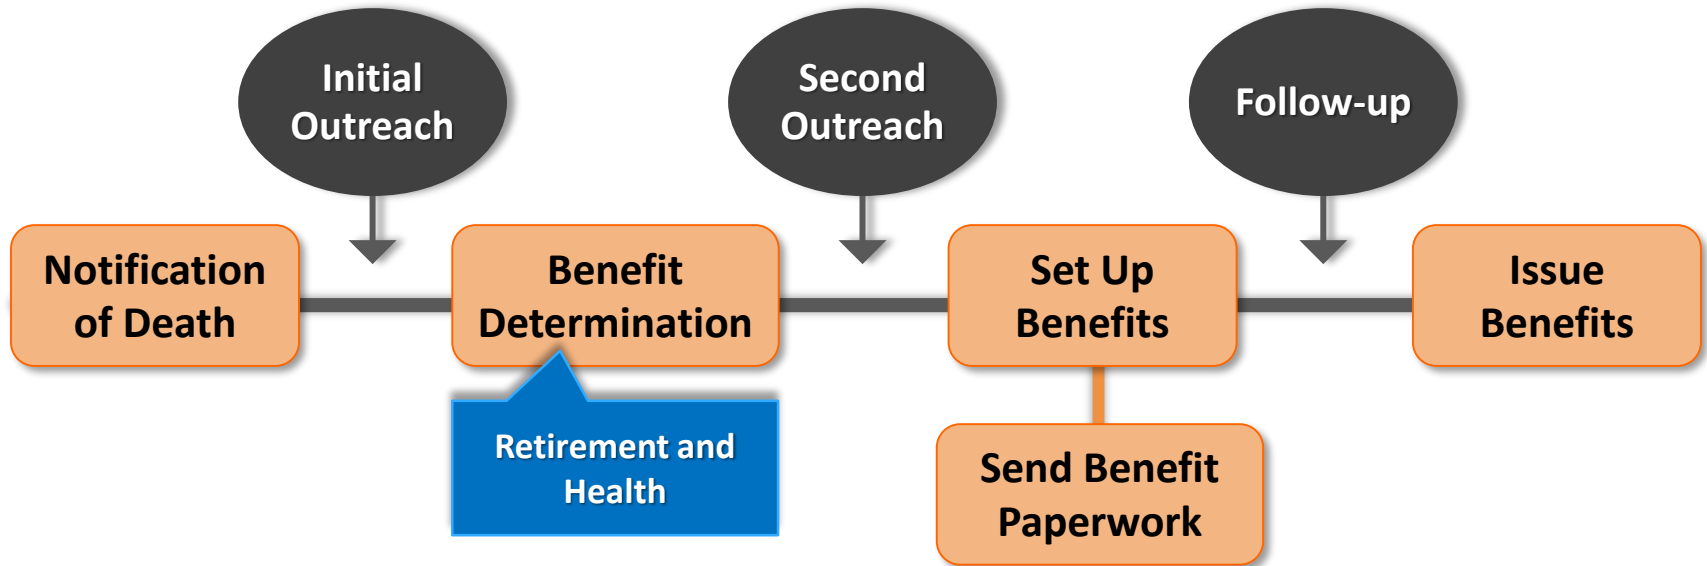 Initial
Outreach
Second
Outreach
Follow-up
Notification
of Death
Benefit
Determination
Set Up
Benefits
Issue
Benefits
Retirement and
Health
Send Benefit
Paperwork